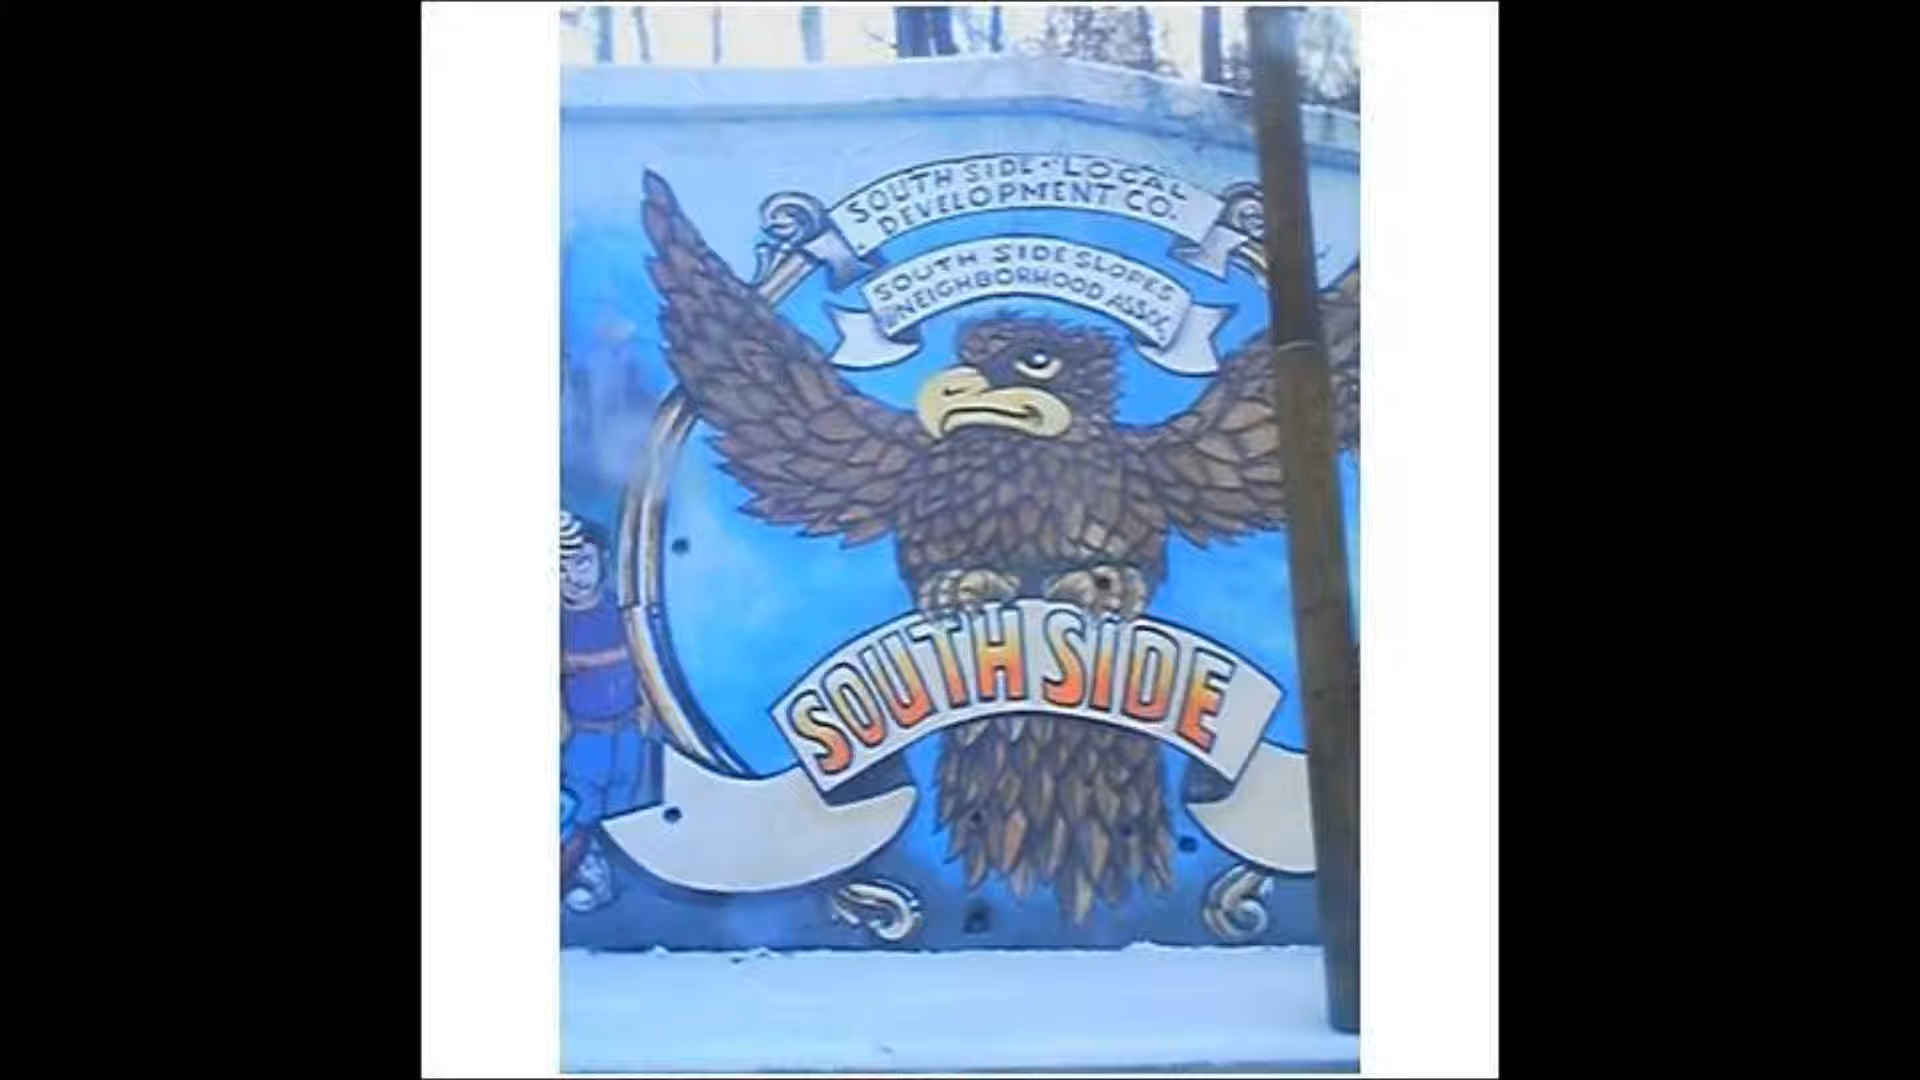 SOUTH SIDE • LOCAL
DEVELOPMENT CO.
SOUTH SIDE SLOPES
NEIGHBORHOOD ASSOC.
SOUTH SIDE